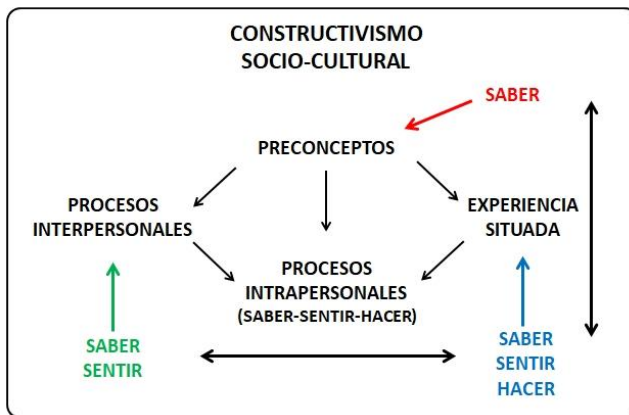 CONSTRUCTIVISMO
SOCIO-CULTURAL
SABER
PRECONCEPTOS
PROCESOS
INTERPERSONALES
EXPERIENCIA
SITUADA
PROCESOS
INTRAPERSONALES
(SABER-SENTIR-HACER)
SABER
SENTIR
SABER
SENTIR
HACER